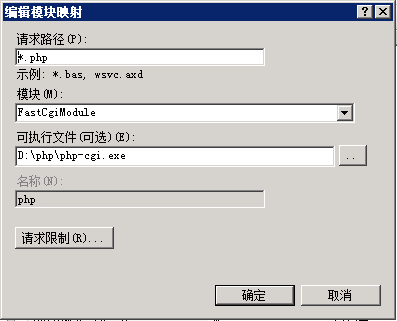 编辑模块映射
请求路径(P):
*.php
示例: *.bas, wsvc.axd
模块(M):
FastCgiModule
可执行文件(可选)(E):
D:\php\php-cgi.exe
..
名称(N):
php
请求限制(R)...
确定
取消